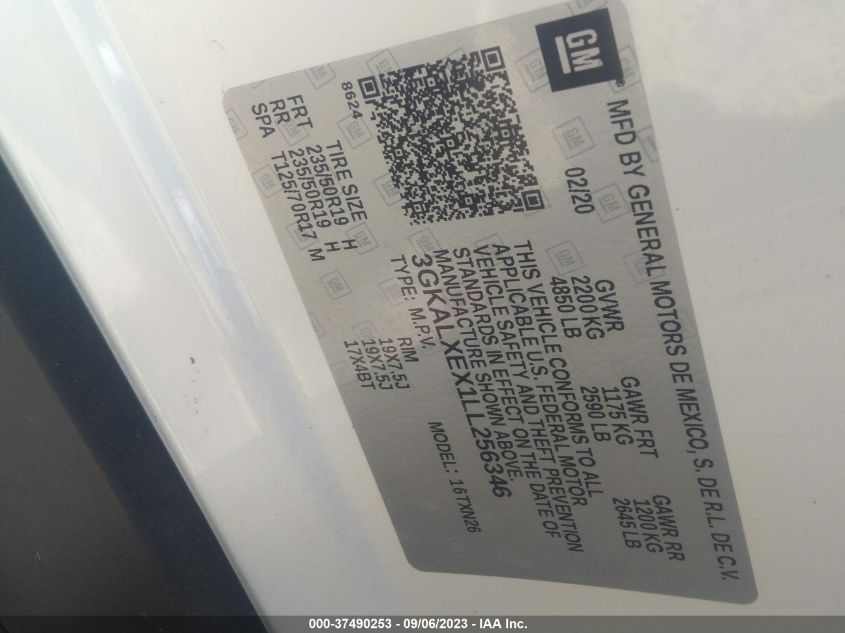 GM
®
MFD BY GENERAL MOTORS DE MEXICO, S. DE R.L. DE C.V.
02/20 GVWR GAWR FRT GAWR RR
2200 KG 1175 KG 1200 KG
4850 LB 2590 LB 2645 LB
THIS VEHICLE CONFORMS TO ALL
APPLICABLE U.S. FEDERAL MOTOR
VEHICLE SAFETY AND THEFT PREVENTION
STANDARDS IN EFFECT ON THE DATE OF
MANUFACTURE SHOWN ABOVE.
3GKALXEX1LL256346
TYPE: M.P.V. MODEL: 16TXN26
8624
TIRE SIZE RIM
FRT 235/50R19 H 19X7.5J
RR 235/50R19 H 19X7.5J
SPA T125/70R17 M 17X4BT
000-37490253 - 09/06/2023 - IAA Inc.